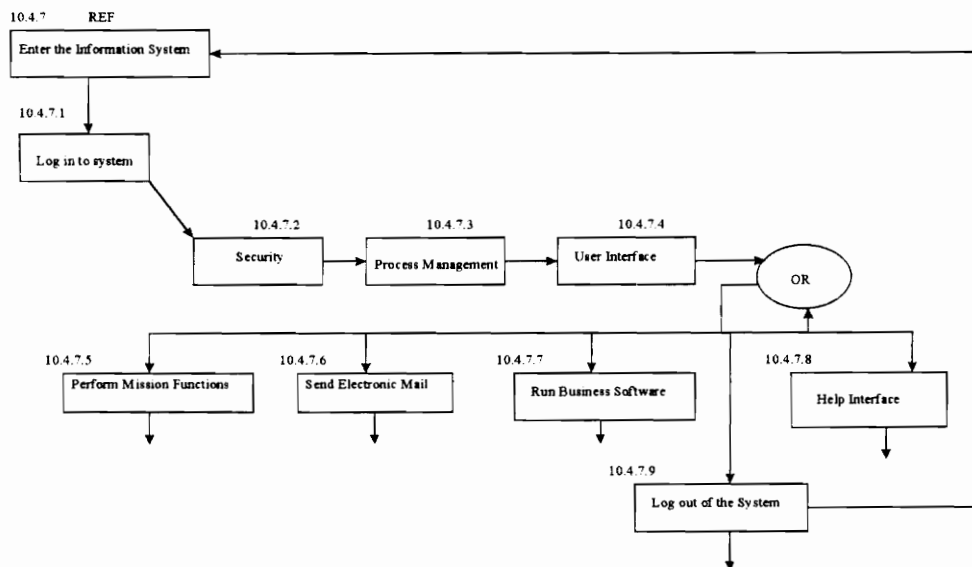 10.4.7 REF
Enter the Information System
10.4.7.1
Log in to system
10.4.7.2
Security
10.4.7.3
Process Management
10.4.7.4
User Interface
OR
10.4.7.5
Perform Mission Functions
10.4.7.6
Send Electronic Mail
10.4.7.7
Run Business Software
10.4.7.8
Help Interface
10.4.7.9
Log out of the System